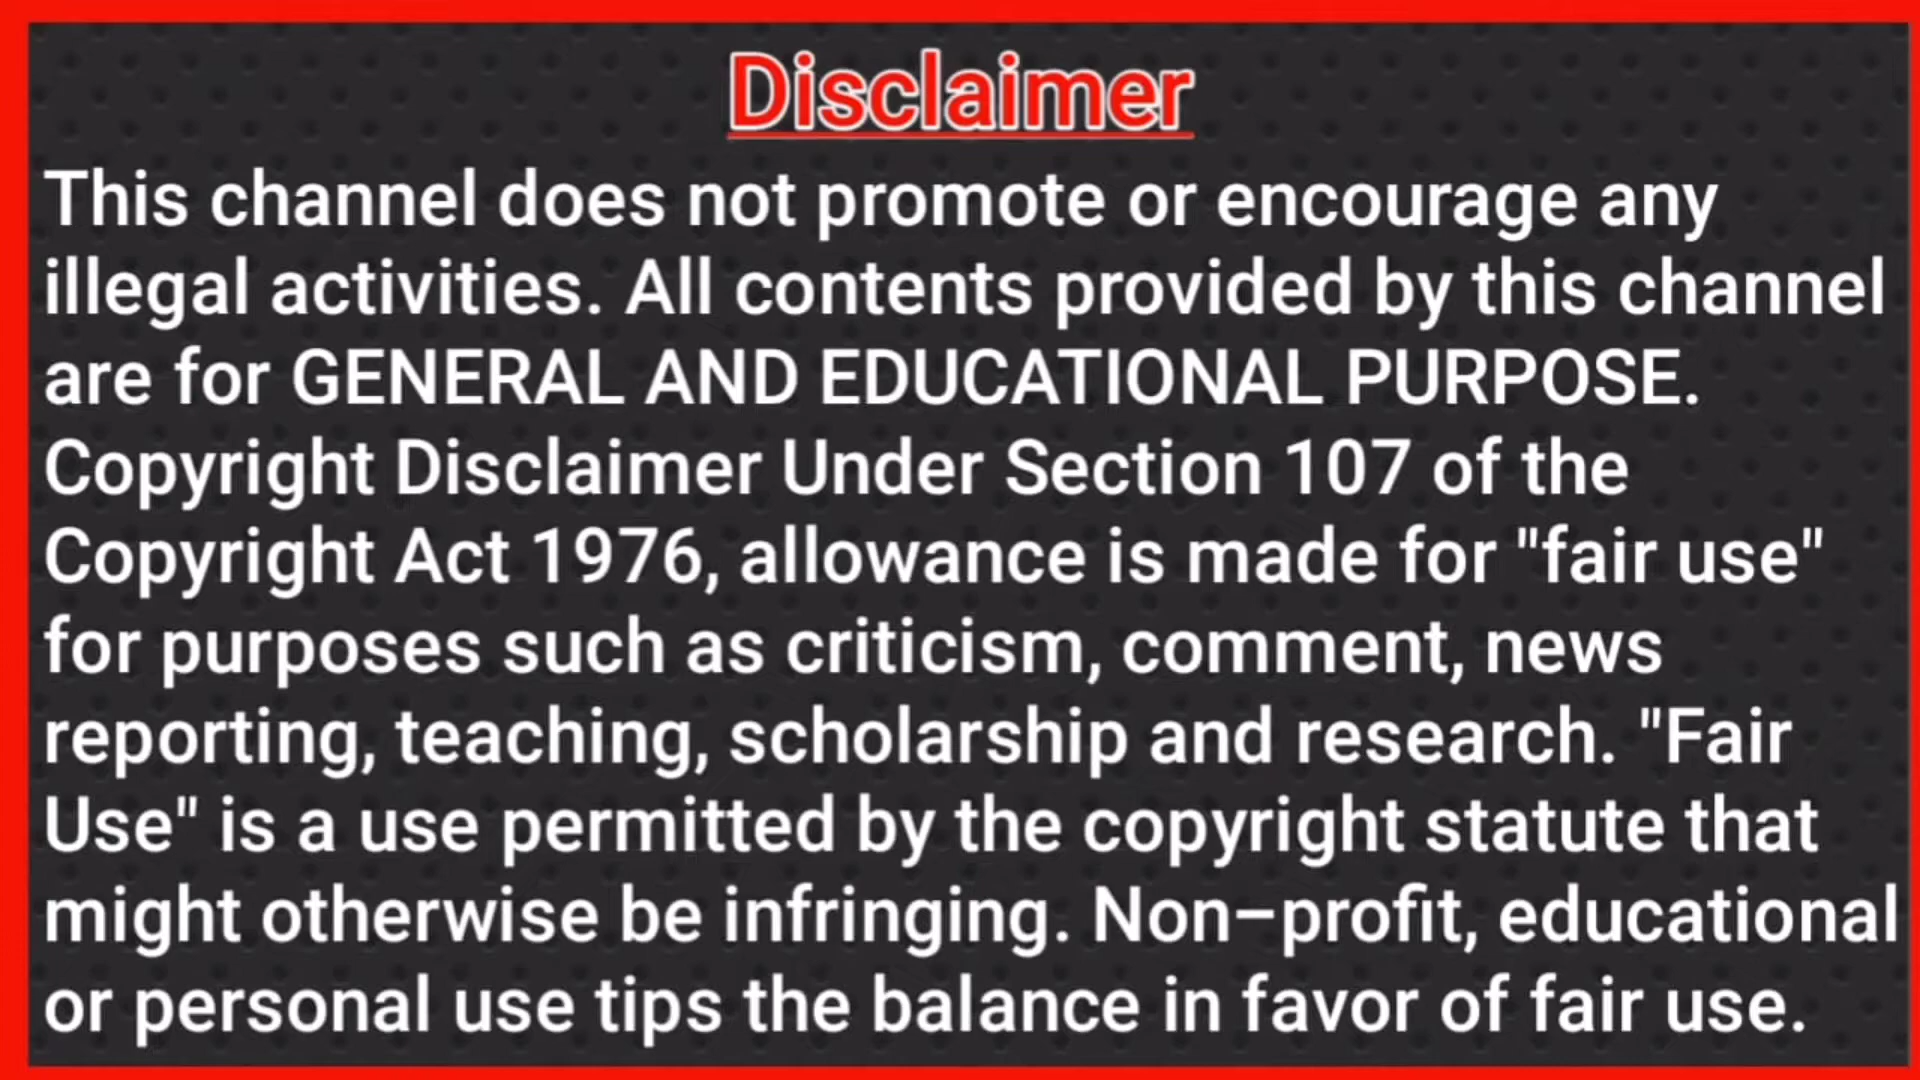 Disclaimer
This channel does not promote or encourage any
illegal activities. All contents provided by this channel
are for GENERAL AND EDUCATIONAL PURPOSE.
Copyright Disclaimer Under Section 107 of the
Copyright Act 1976, allowance is made for "fair use"
for purposes such as criticism, comment, news
reporting, teaching, scholarship and research. "Fair
Use" is a use permitted by the copyright statute that
might otherwise be infringing. Non–profit, educational
or personal use tips the balance in favor of fair use.